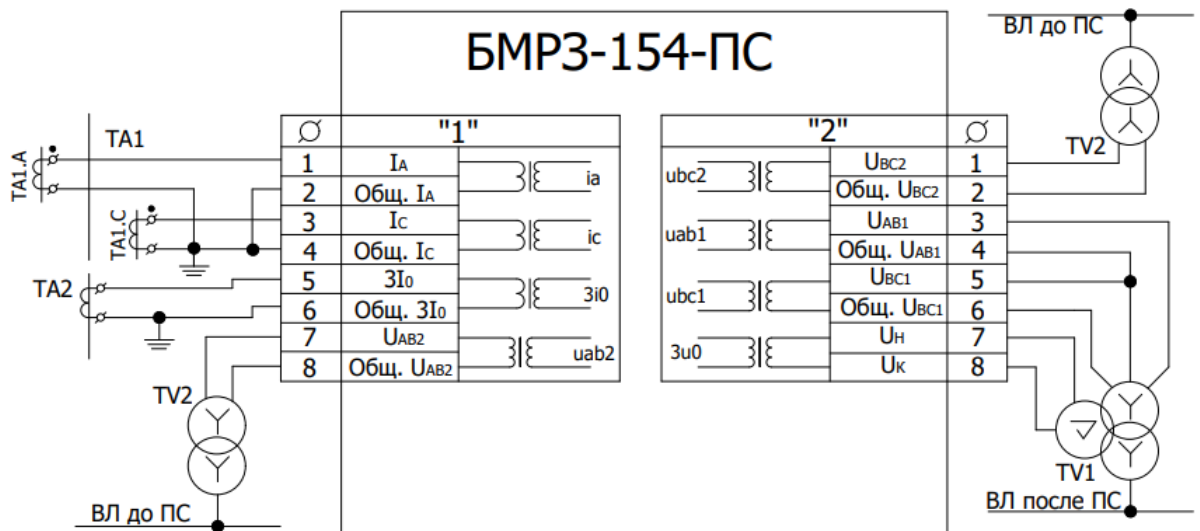 БМРЗ-154-ПС
ВЛ до ПС
TV2
TA1
TA1.A
TA1.C
TA2
"1"
1 IA ia
2 Общ. IA
3 IC ic
4 Общ. IC
5 3I0 3i0
6 Общ. 3I0
7 UAB2 uab2
8 Общ. UAB2
TV2
ВЛ до ПС
"2"
ubc2 UBC2 1
Общ. UBC2 2
uab1 UAB1 3
Общ. UAB1 4
ubc1 UBC1 5
Общ. UBC1 6
3u0 UН 7
UК 8
TV1
ВЛ после ПС